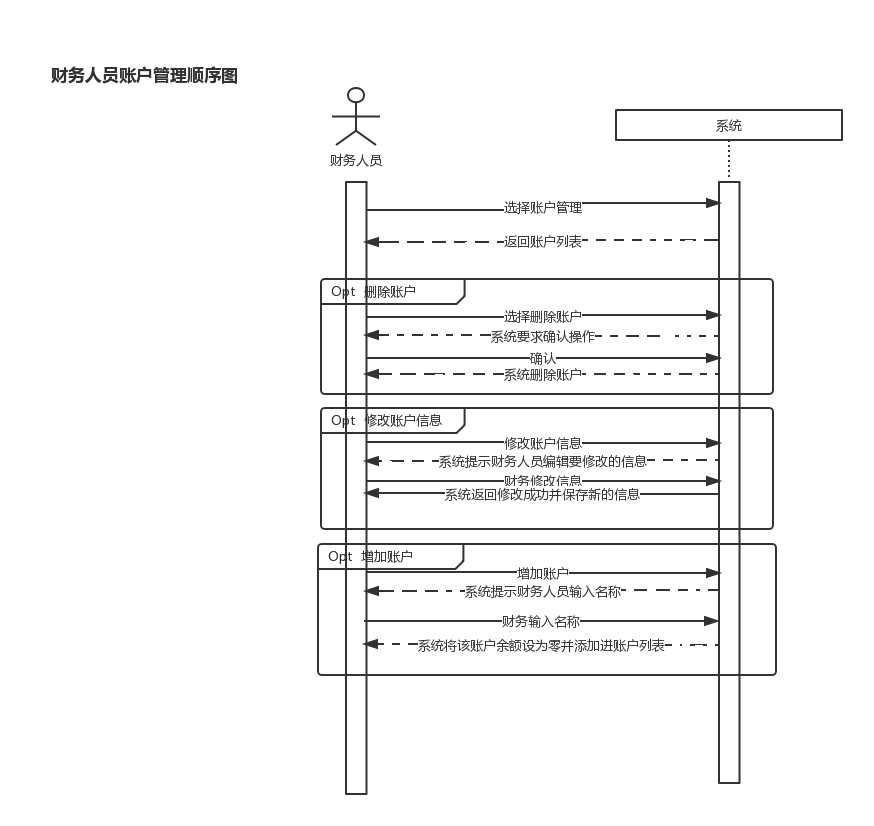 财务人员账户管理顺序图
系统
财务人员
选择账户管理
返回账户列表
Opt 删除账户
选择删除账户
系统要求确认操作
确认
系统删除账户
Opt 修改账户信息
修改账户信息
系统提示财务人员编辑要修改的信息
财务修改信息
系统返回修改成功并保存新的信息
Opt 增加账户
增加账户
系统提示财务人员输入名称
财务输入名称
系统将该账户余额设为零并添加进账户列表